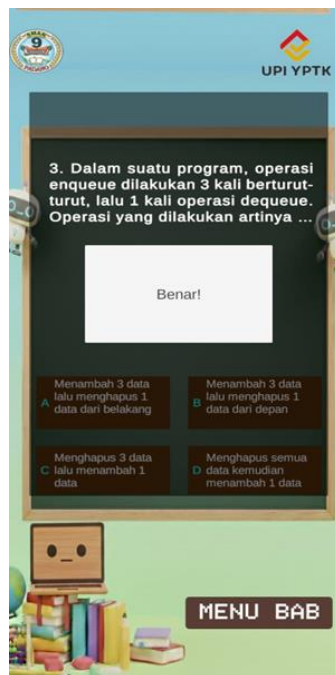 SMAN
9
PADANG
UPI YPTK
3. Dalam suatu program, operasi
enqueue dilakukan 3 kali berturut-
turut, lalu 1 kali operasi dequeue.
Operasi yang dilakukan artinya ...
Benar!
A Menambah 3 data
lalu menghapus 1
data dari belakang
B Menambah 3 data
lalu menghapus 1
data dari depan
C Menghapus 3 data
lalu menambah 1
data
D Menghapus semua
data kemudian
menambah 1 data
MENU BAB